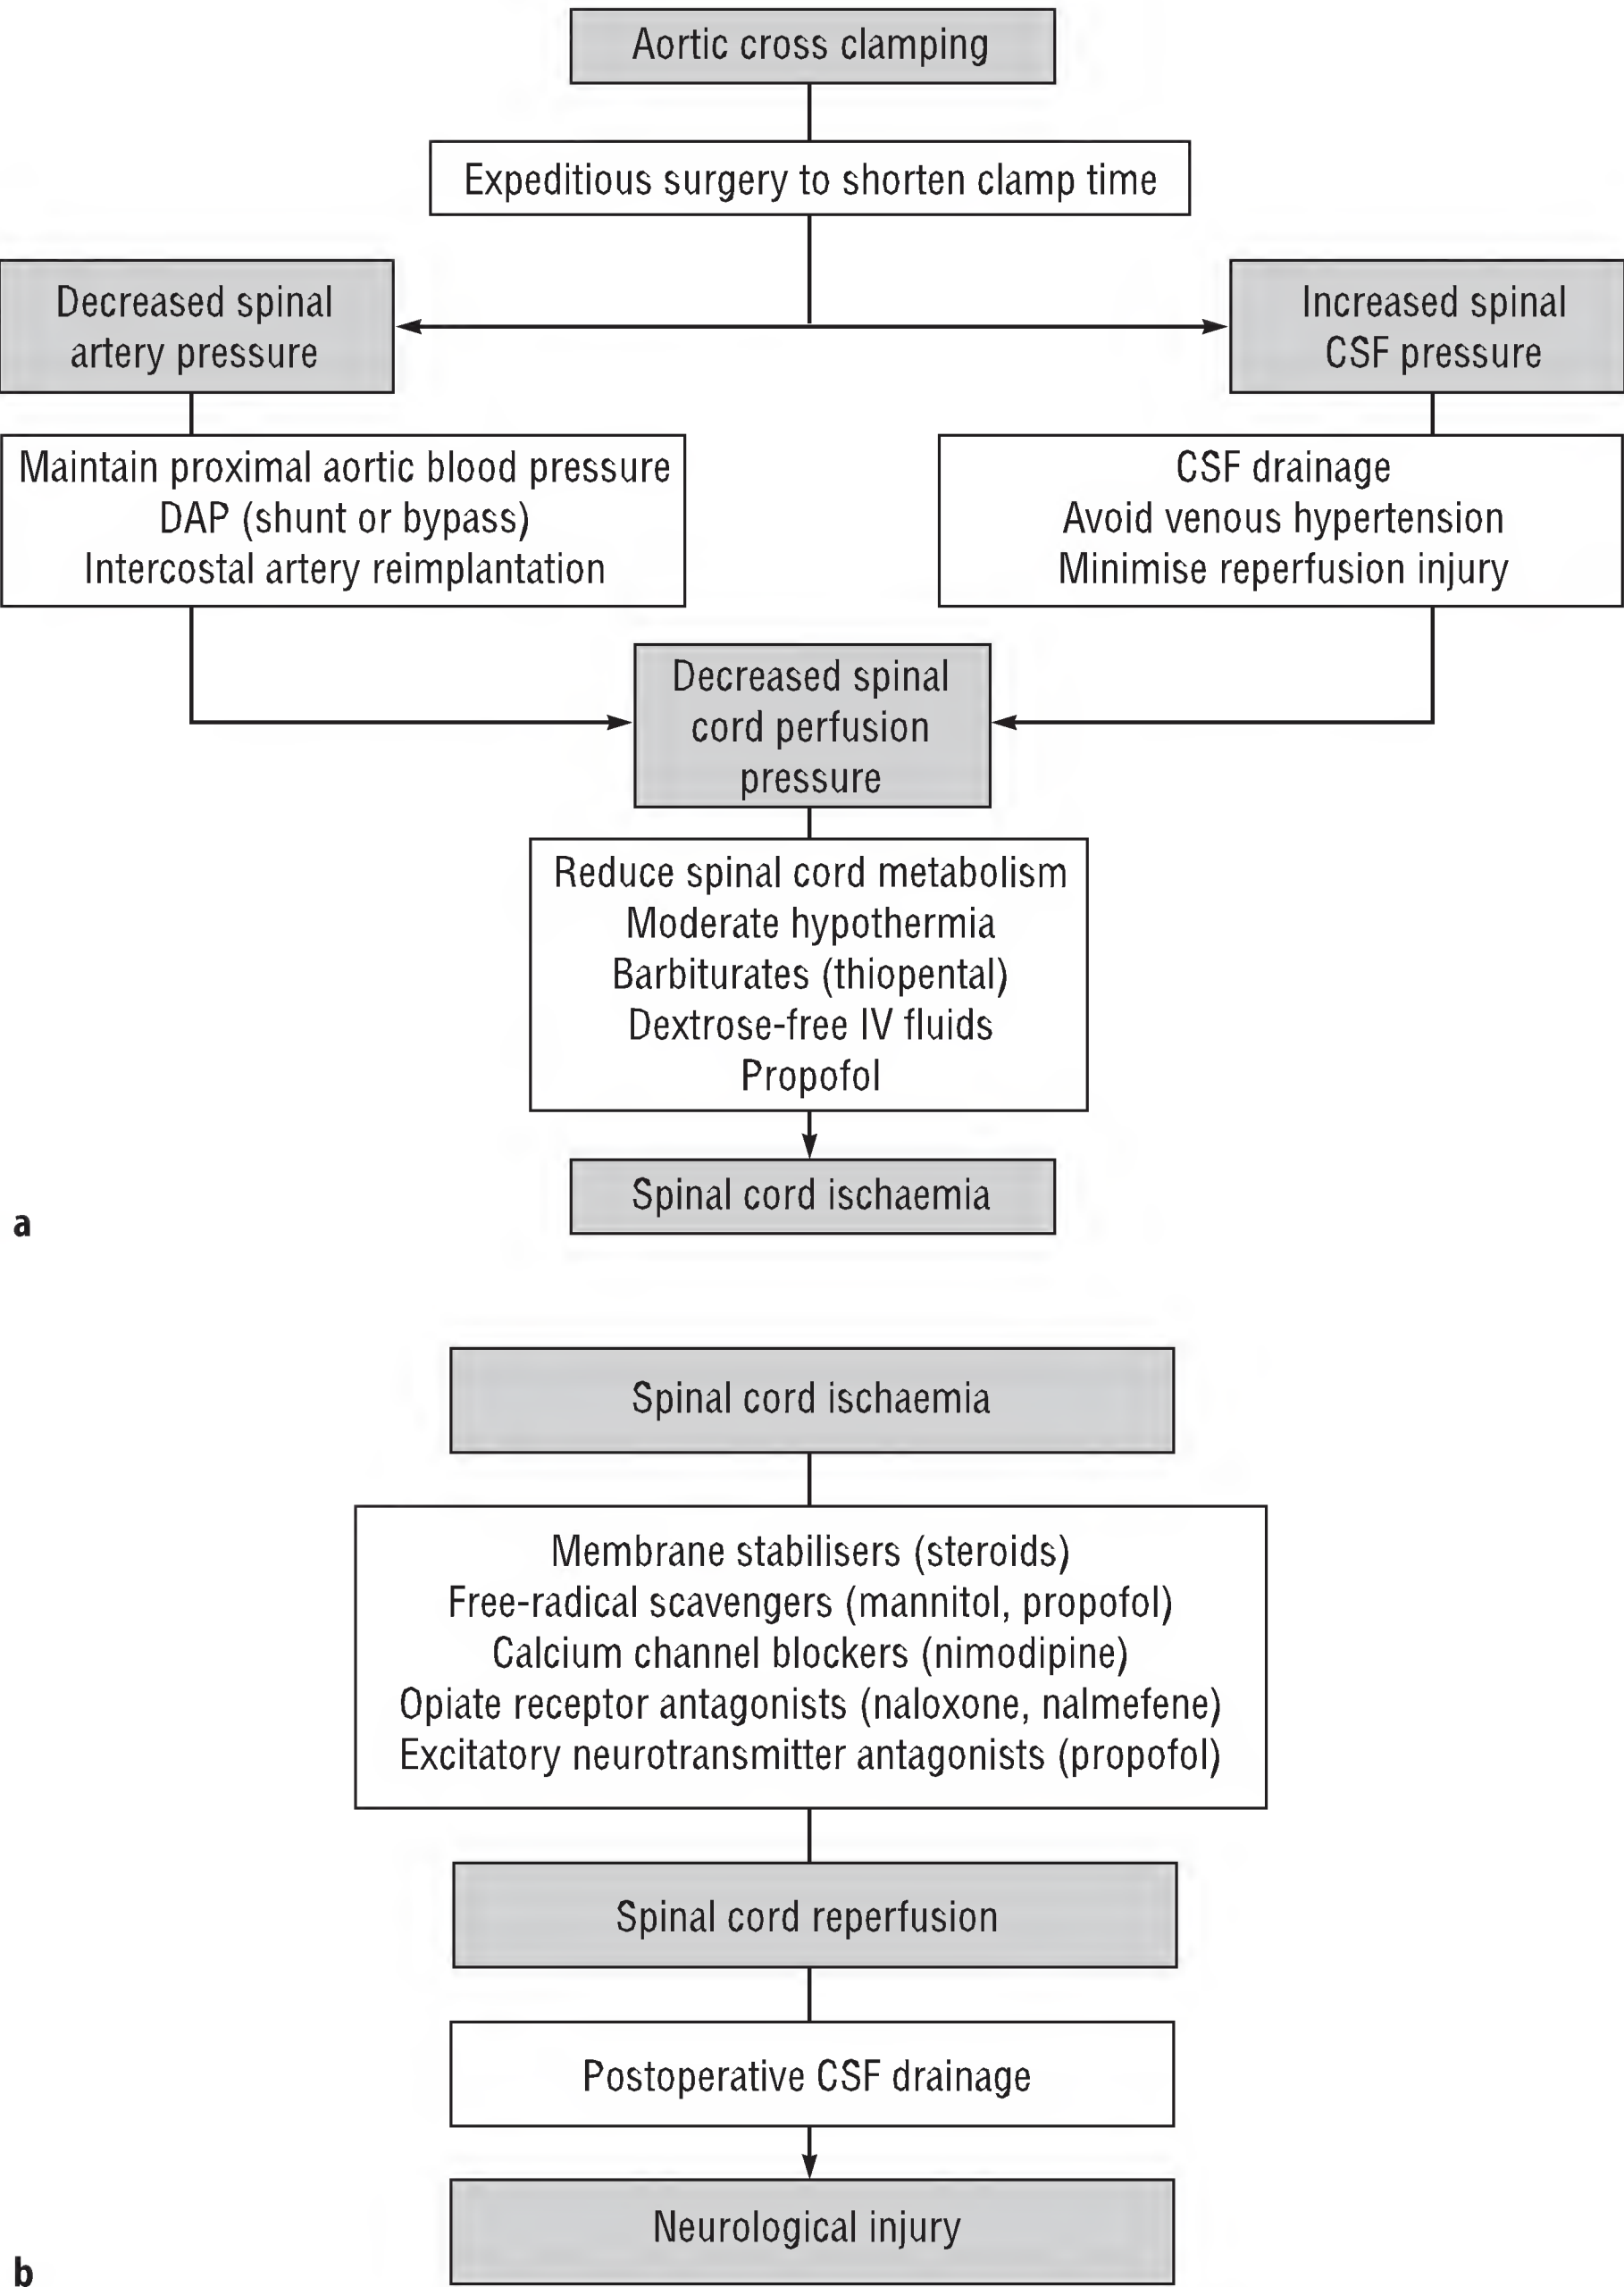 Aortic cross clamping
Expeditious surgery to shorten clamp time
Decreased spinal
artery pressure
Increased spinal
CSF pressure
Maintain proximal aortic blood pressure
DAP (shunt or bypass)
Intercostal artery reimplantation
CSF drainage
Avoid venous hypertension
Minimise reperfusion injury
Decreased spinal
cord perfusion
pressure
Reduce spinal cord metabolism
Moderate hypothermia
Barbiturates (thiopental)
Dextrose-free IV fluids
Propofol
Spinal cord ischaemia
a
Spinal cord ischaemia
Membrane stabilisers (steroids)
Free-radical scavengers (mannitol, propofol)
Calcium channel blockers (nimodipine)
Opiate receptor antagonists (naloxone, nalmefene)
Excitatory neurotransmitter antagonists (propofol)
Spinal cord reperfusion
Postoperative CSF drainage
Neurological injury
b